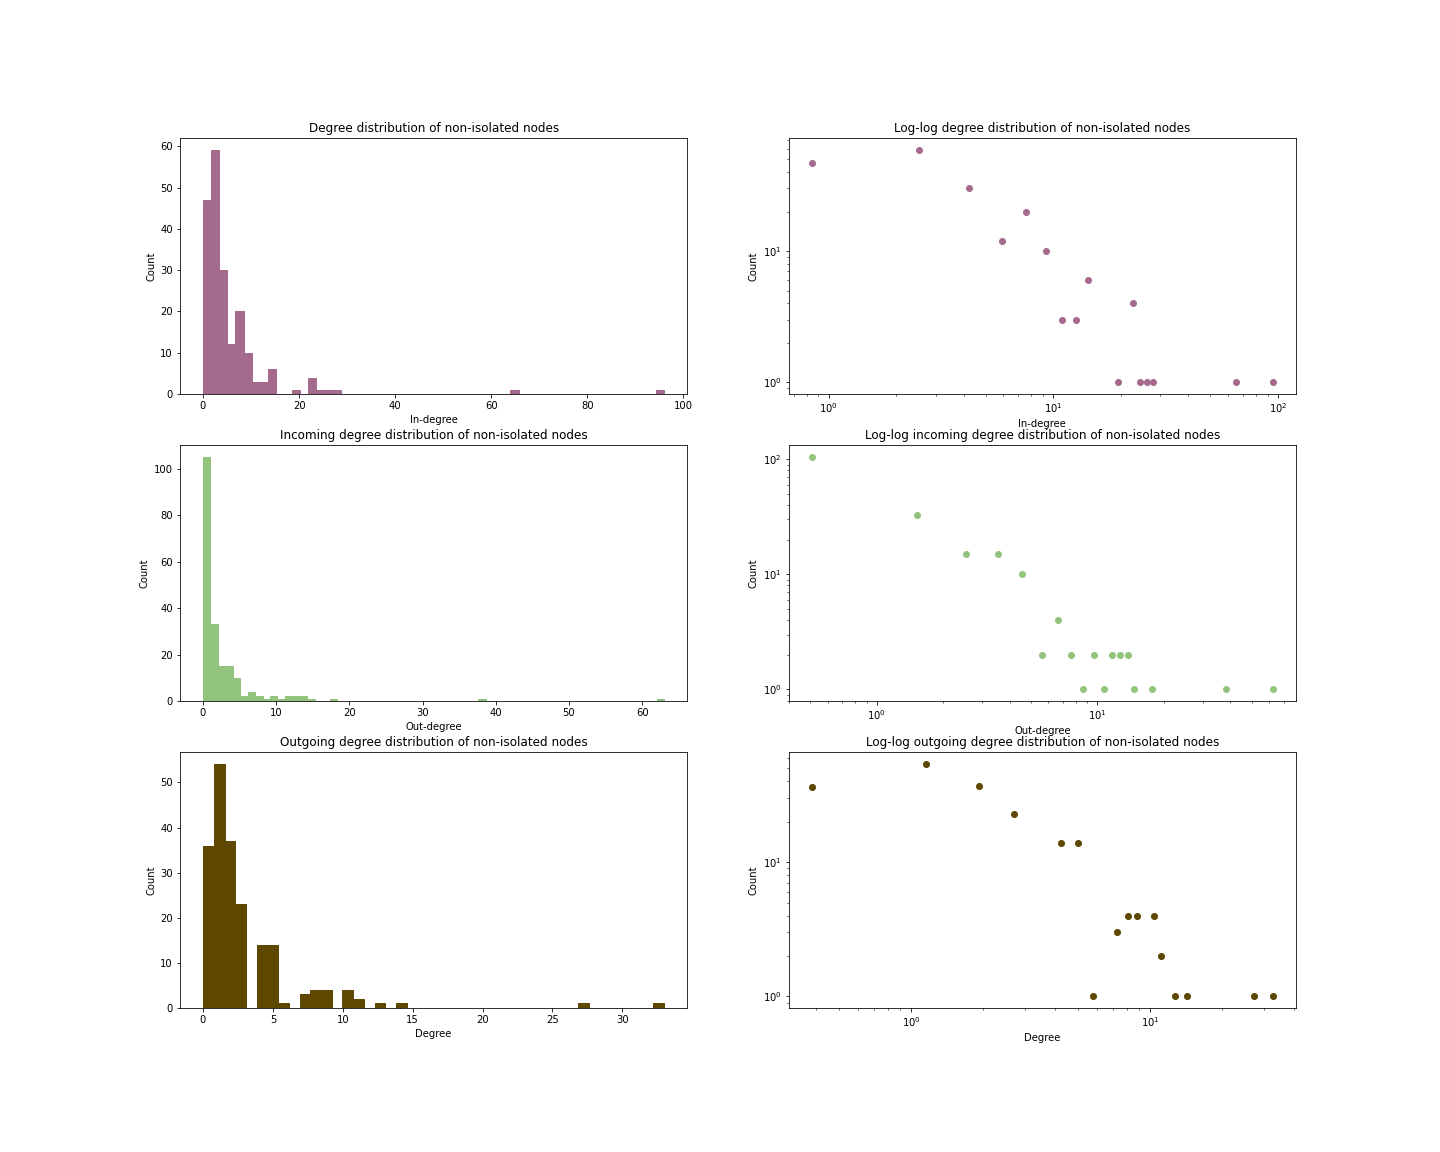 Degree distribution of non-isolated nodes
Count
60
50
40
30
20
10
0
0 20 40 60 80 100
In-degree
Log-log degree distribution of non-isolated nodes
Count
10¹
10⁰
10⁰ 10¹ 10²
In-degree
Incoming degree distribution of non-isolated nodes
Count
100
80
60
40
20
0
0 10 20 30 40 50 60
Out-degree
Log-log incoming degree distribution of non-isolated nodes
Count
10²
10¹
10⁰
10⁰ 10¹
Out-degree
Outgoing degree distribution of non-isolated nodes
Count
50
40
30
20
10
0
0 5 10 15 20 25 30
Degree
Log-log outgoing degree distribution of non-isolated nodes
Count
10¹
10⁰
10⁰ 10¹
Degree